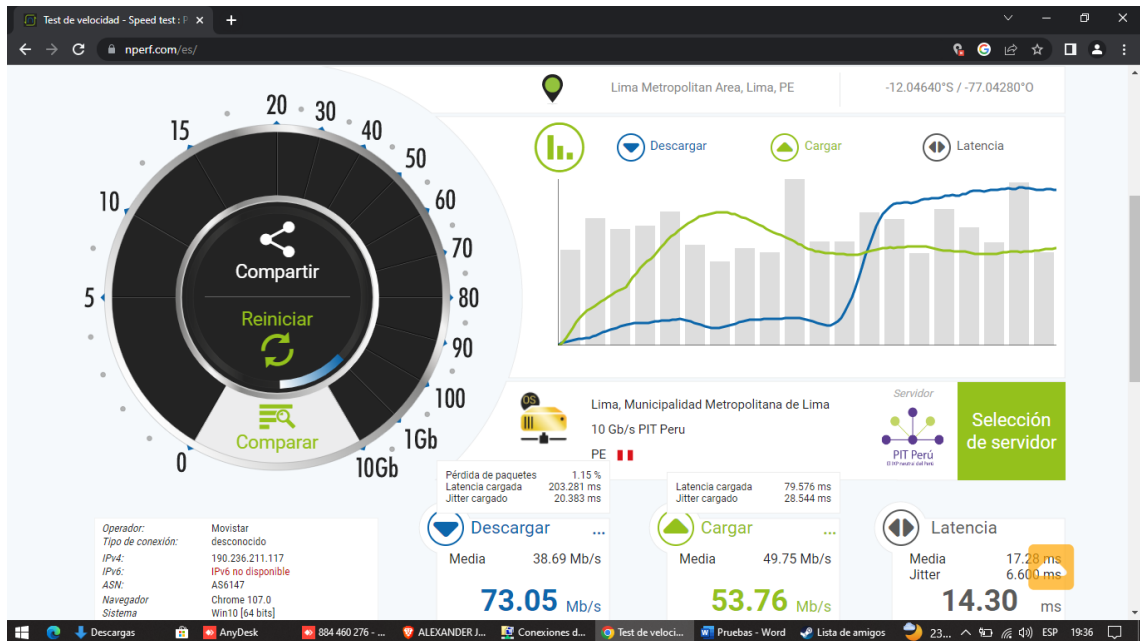 Test de velocidad - Speed test : P
nperf.com/es/
Lima Metropolitan Area, Lima, PE
-12.04640°S / -77.04280°O
Descargar
Cargar
Latencia
0
5
10
15
20
30
40
50
60
70
80
90
100
1Gb
10Gb
Compartir
Reiniciar
Comparar
OS
Lima, Municipalidad Metropolitana de Lima
10 Gb/s PIT Peru
PE
Servidor
PIT Perú
El IXP neutral del Perú
Selección
de servidor
Pérdida de paquetes 1.15 %
Latencia cargada 203.281 ms
Jitter cargado 20.383 ms
Latencia cargada 79.576 ms
Jitter cargado 28.544 ms
Descargar ...
Media 38.69 Mb/s
73.05 Mb/s
Cargar ...
Media 49.75 Mb/s
53.76 Mb/s
Latencia
Media 17.28 ms
Jitter 6.600 ms
14.30 ms
Operador: Movistar
Tipo de conexión: desconocido
IPv4: 190.236.211.117
IPv6: IPv6 no disponible
ASN: AS6147
Navegador Chrome 107.0
Sistema Win10 [64 bits]
Descargas
AnyDesk
884 460 276 - ...
ALEXANDER J...
Conexiones d...
Test de veloci...
Pruebas - Word
Lista de amigos
23...
ESP
19:36